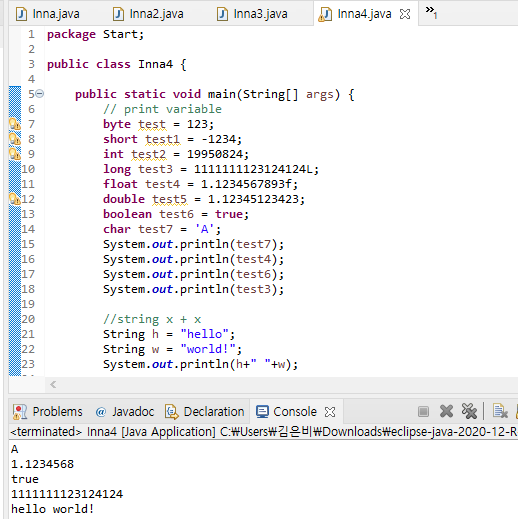 Inna.java Inna2.java Inna3.java Inna4.java »1
1 package Start;
2
3 public class Inna4 {
4
5 public static void main(String[] args) {
6 // print variable
7 byte test = 123;
8 short test1 = -1234;
9 int test2 = 19950824;
10 long test3 = 1111111123124124L;
11 float test4 = 1.1234567893f;
12 double test5 = 1.12345123423;
13 boolean test6 = true;
14 char test7 = 'A';
15 System.out.println(test7);
16 System.out.println(test4);
17 System.out.println(test6);
18 System.out.println(test3);
19
20 //string x + x
21 String h = "hello";
22 String w = "world!";
23 System.out.println(h+" "+w);
Problems @ Javadoc Declaration Console
<terminated> Inna4 [Java Application] C:₩Users₩김은비₩Downloads₩eclipse-java-2020-12-R
A
1.1234568
true
1111111123124124
hello world!